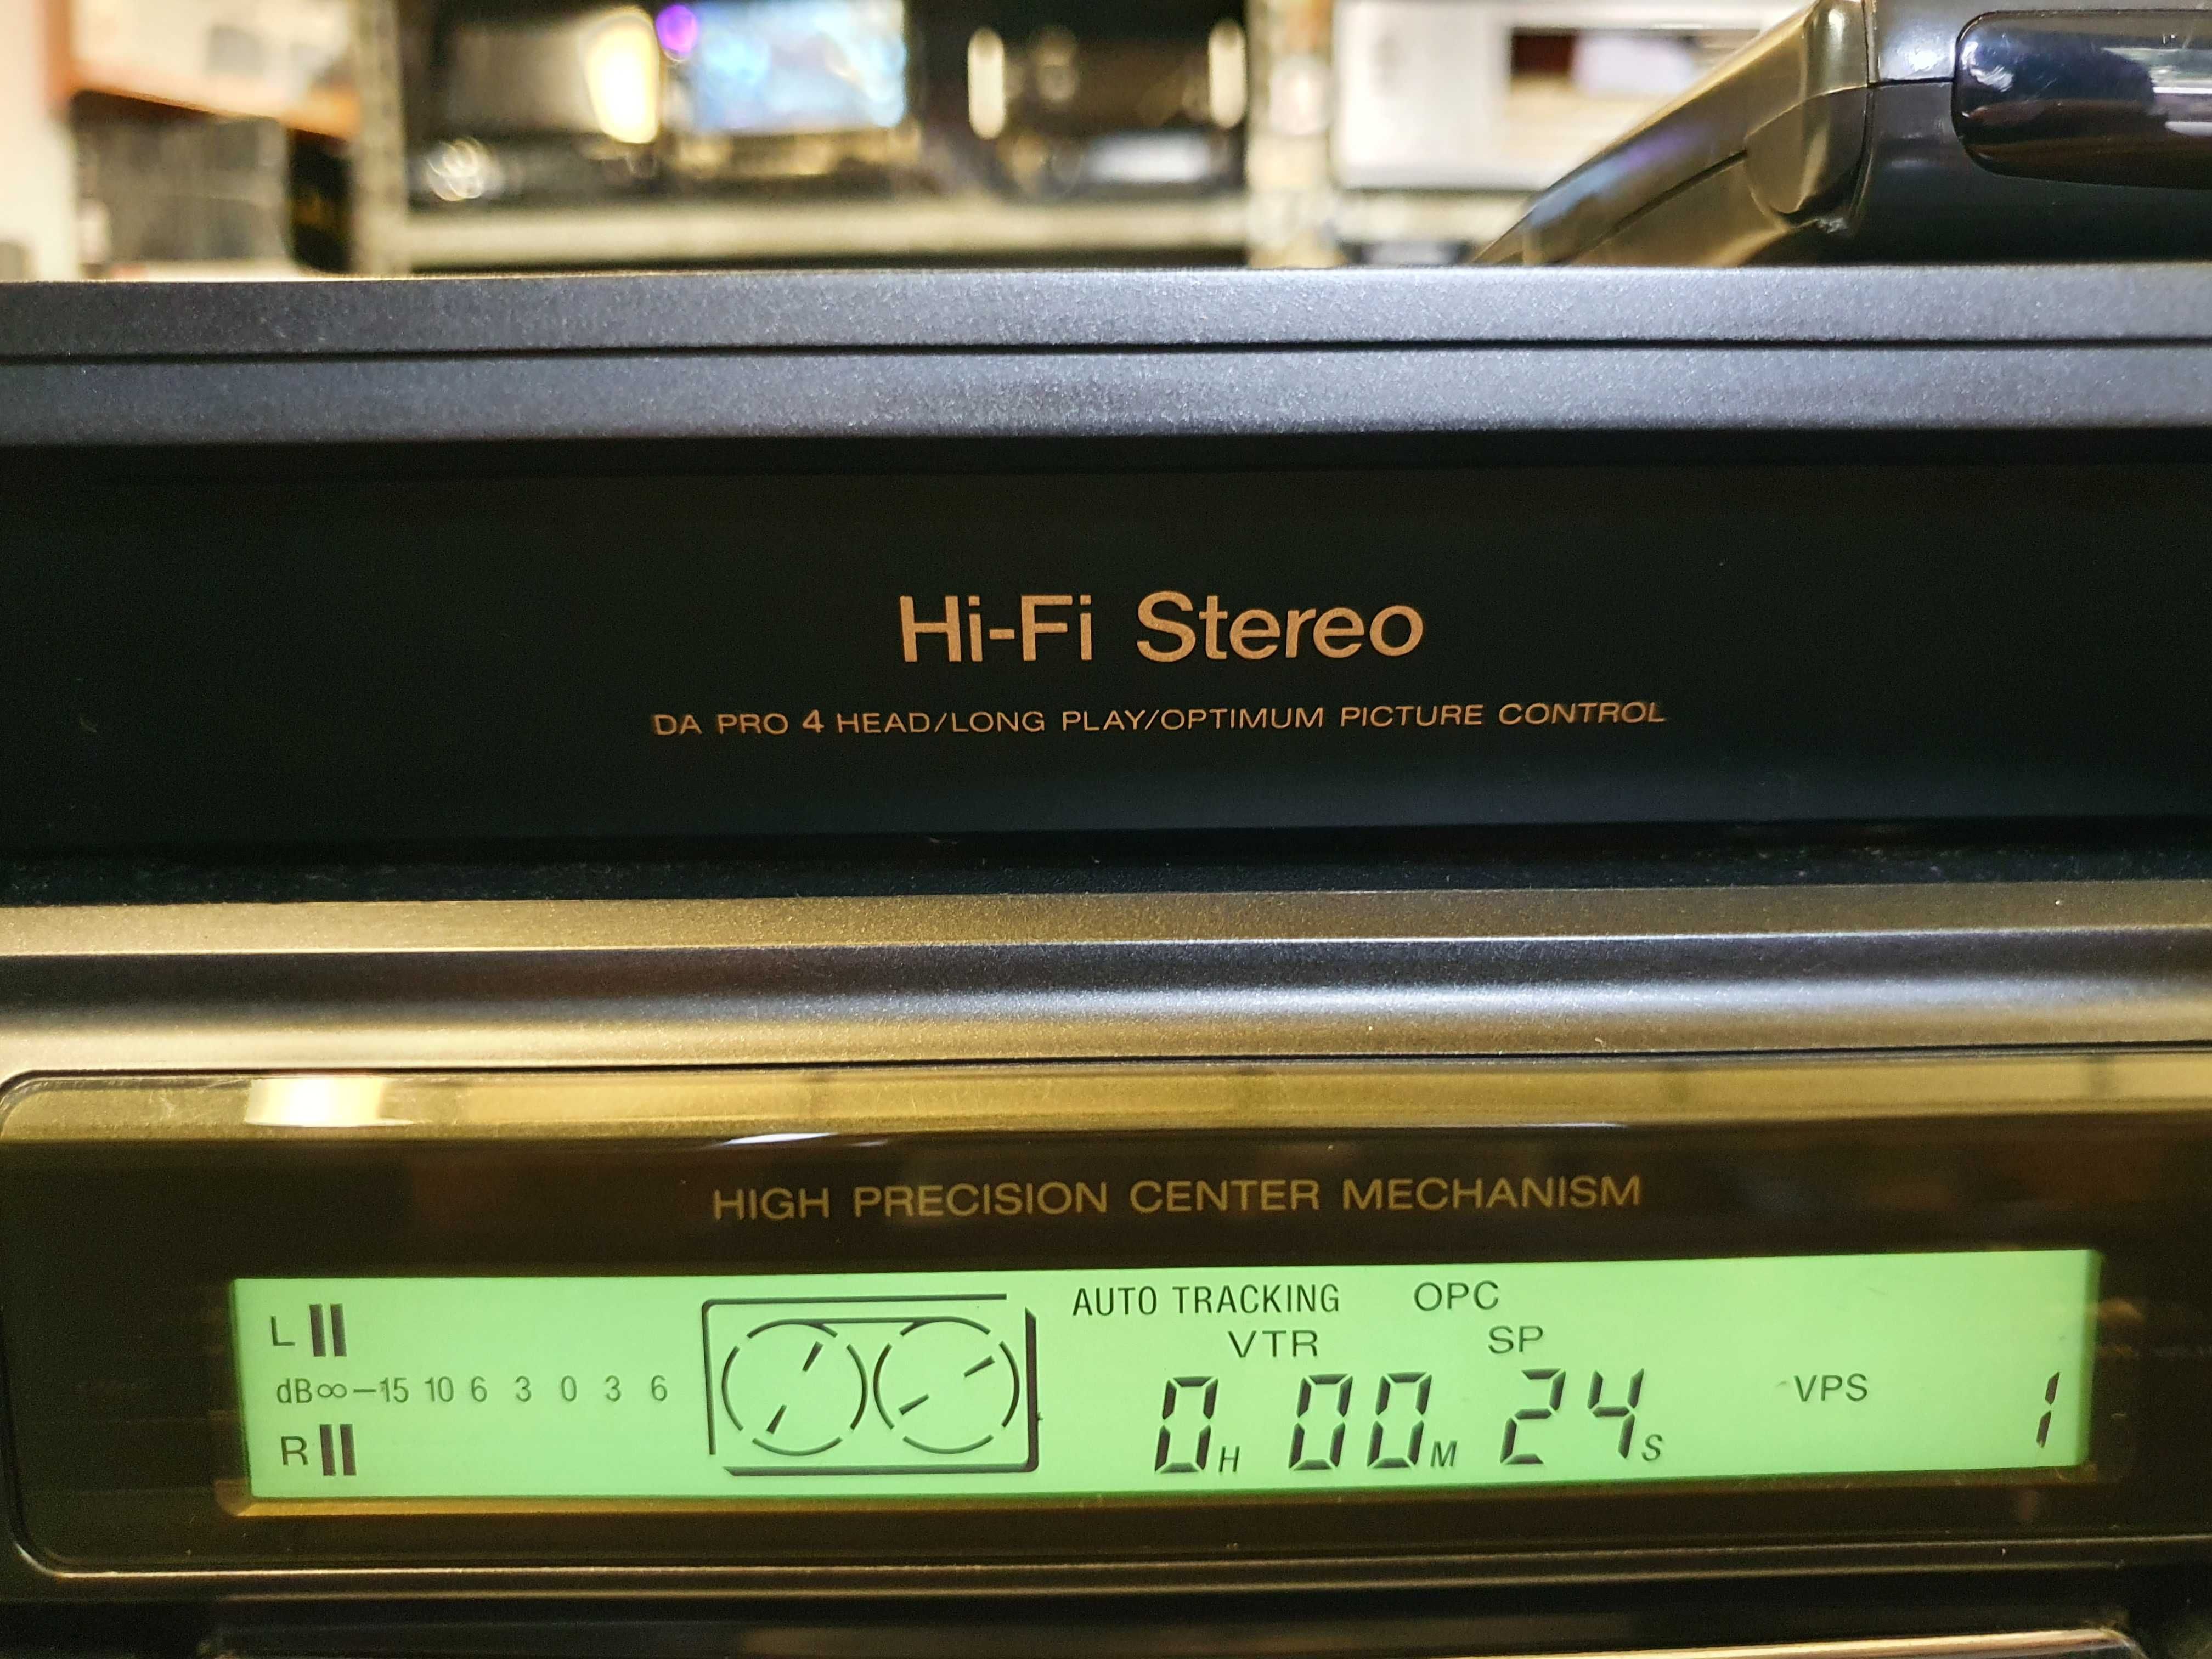 Hi-Fi Stereo
DA PRO 4 HEAD/LONG PLAY/OPTIMUM PICTURE CONTROL
HIGH PRECISION CENTER MECHANISM
AUTO TRACKING OPC
L
VTR SP
dB∞−15 10 6 3 0 3 6
0H 00M 24S VPS 1
R